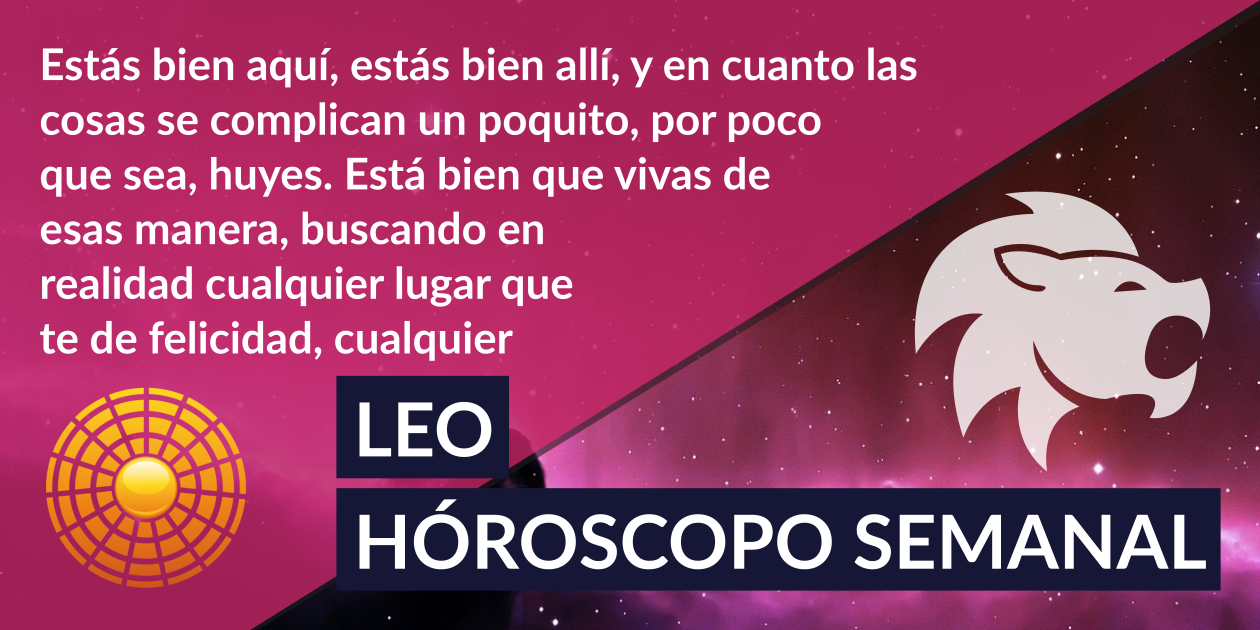 Estás bien aquí, estás bien allí, y en cuanto las
cosas se complican un poquito, por poco
que sea, huyes. Está bien que vivas de
esas manera, buscando en
realidad cualquier lugar que
te de felicidad, cualquier
LEO
HÓROSCOPO SEMANAL